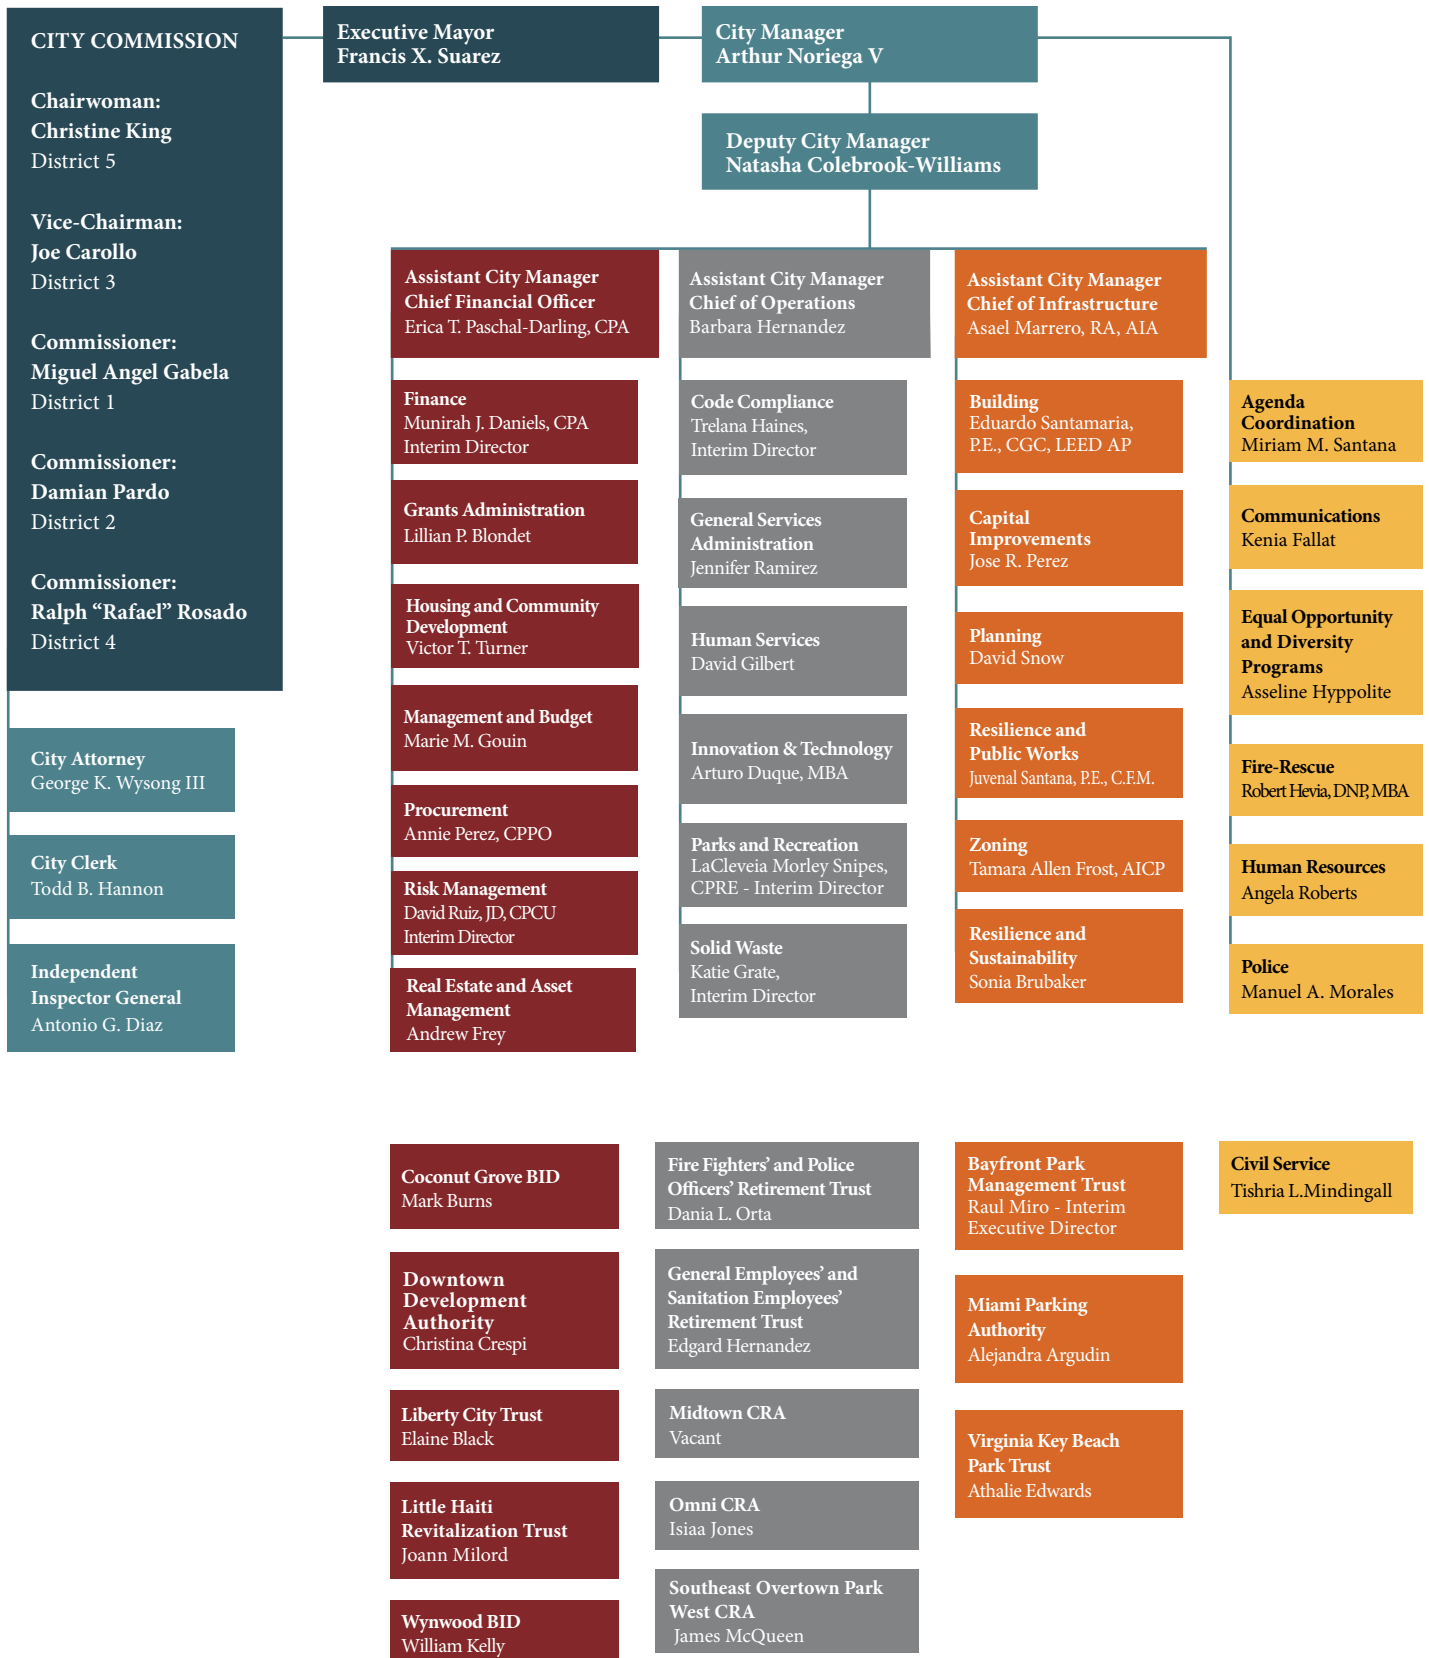 CITY COMMISSION
Chairwoman:
Christine King
District 5
Vice-Chairman:
Joe Carollo
District 3
Commissioner:
Miguel Angel Gabela
District 1
Commissioner:
Damian Pardo
District 2
Commissioner:
Ralph “Rafael” Rosado
District 4
City Attorney
George K. Wysong III
City Clerk
Todd B. Hannon
Independent
Inspector General
Antonio G. Diaz
Executive Mayor
Francis X. Suarez
City Manager
Arthur Noriega V
Deputy City Manager
Natasha Colebrook-Williams
Assistant City Manager
Chief Financial Officer
Erica T. Paschal-Darling, CPA
Finance
Munirah J. Daniels, CPA
Interim Director
Grants Administration
Lillian P. Blondet
Housing and Community
Development
Victor T. Turner
Management and Budget
Marie M. Gouin
Procurement
Annie Perez, CPPO
Risk Management
David Ruiz, JD, CPCU
Interim Director
Real Estate and Asset
Management
Andrew Frey
Assistant City Manager
Chief of Operations
Barbara Hernandez
Code Compliance
Trelana Haines,
Interim Director
General Services
Administration
Jennifer Ramirez
Human Services
David Gilbert
Innovation & Technology
Arturo Duque, MBA
Parks and Recreation
LaCleveia Morley Snipes,
CPRE - Interim Director
Solid Waste
Katie Grate,
Interim Director
Assistant City Manager
Chief of Infrastructure
Asael Marrero, RA, AIA
Building
Eduardo Santamaria,
P.E., CGC, LEED AP
Capital
Improvements
Jose R. Perez
Planning
David Snow
Resilience and
Public Works
Juvenal Santana, P.E., C.F.M.
Zoning
Tamara Allen Frost, AICP
Resilience and
Sustainability
Sonia Brubaker
Agenda
Coordination
Miriam M. Santana
Communications
Kenia Fallat
Equal Opportunity
and Diversity
Programs
Asseline Hyppolite
Fire-Rescue
Robert Hevia, DNP, MBA
Human Resources
Angela Roberts
Police
Manuel A. Morales
Coconut Grove BID
Mark Burns
Downtown
Development
Authority
Christina Crespi
Liberty City Trust
Elaine Black
Little Haiti
Revitalization Trust
Joann Milord
Wynwood BID
William Kelly
Fire Fighters’ and Police
Officers’ Retirement Trust
Dania L. Orta
General Employees’ and
Sanitation Employees’
Retirement Trust
Edgard Hernandez
Midtown CRA
Vacant
Omni CRA
Isiaa Jones
Southeast Overtown Park
West CRA
James McQueen
Bayfront Park
Management Trust
Raul Miro - Interim
Executive Director
Miami Parking
Authority
Alejandra Argudin
Virginia Key Beach
Park Trust
Athalie Edwards
Civil Service
Tishria L.Mindingall